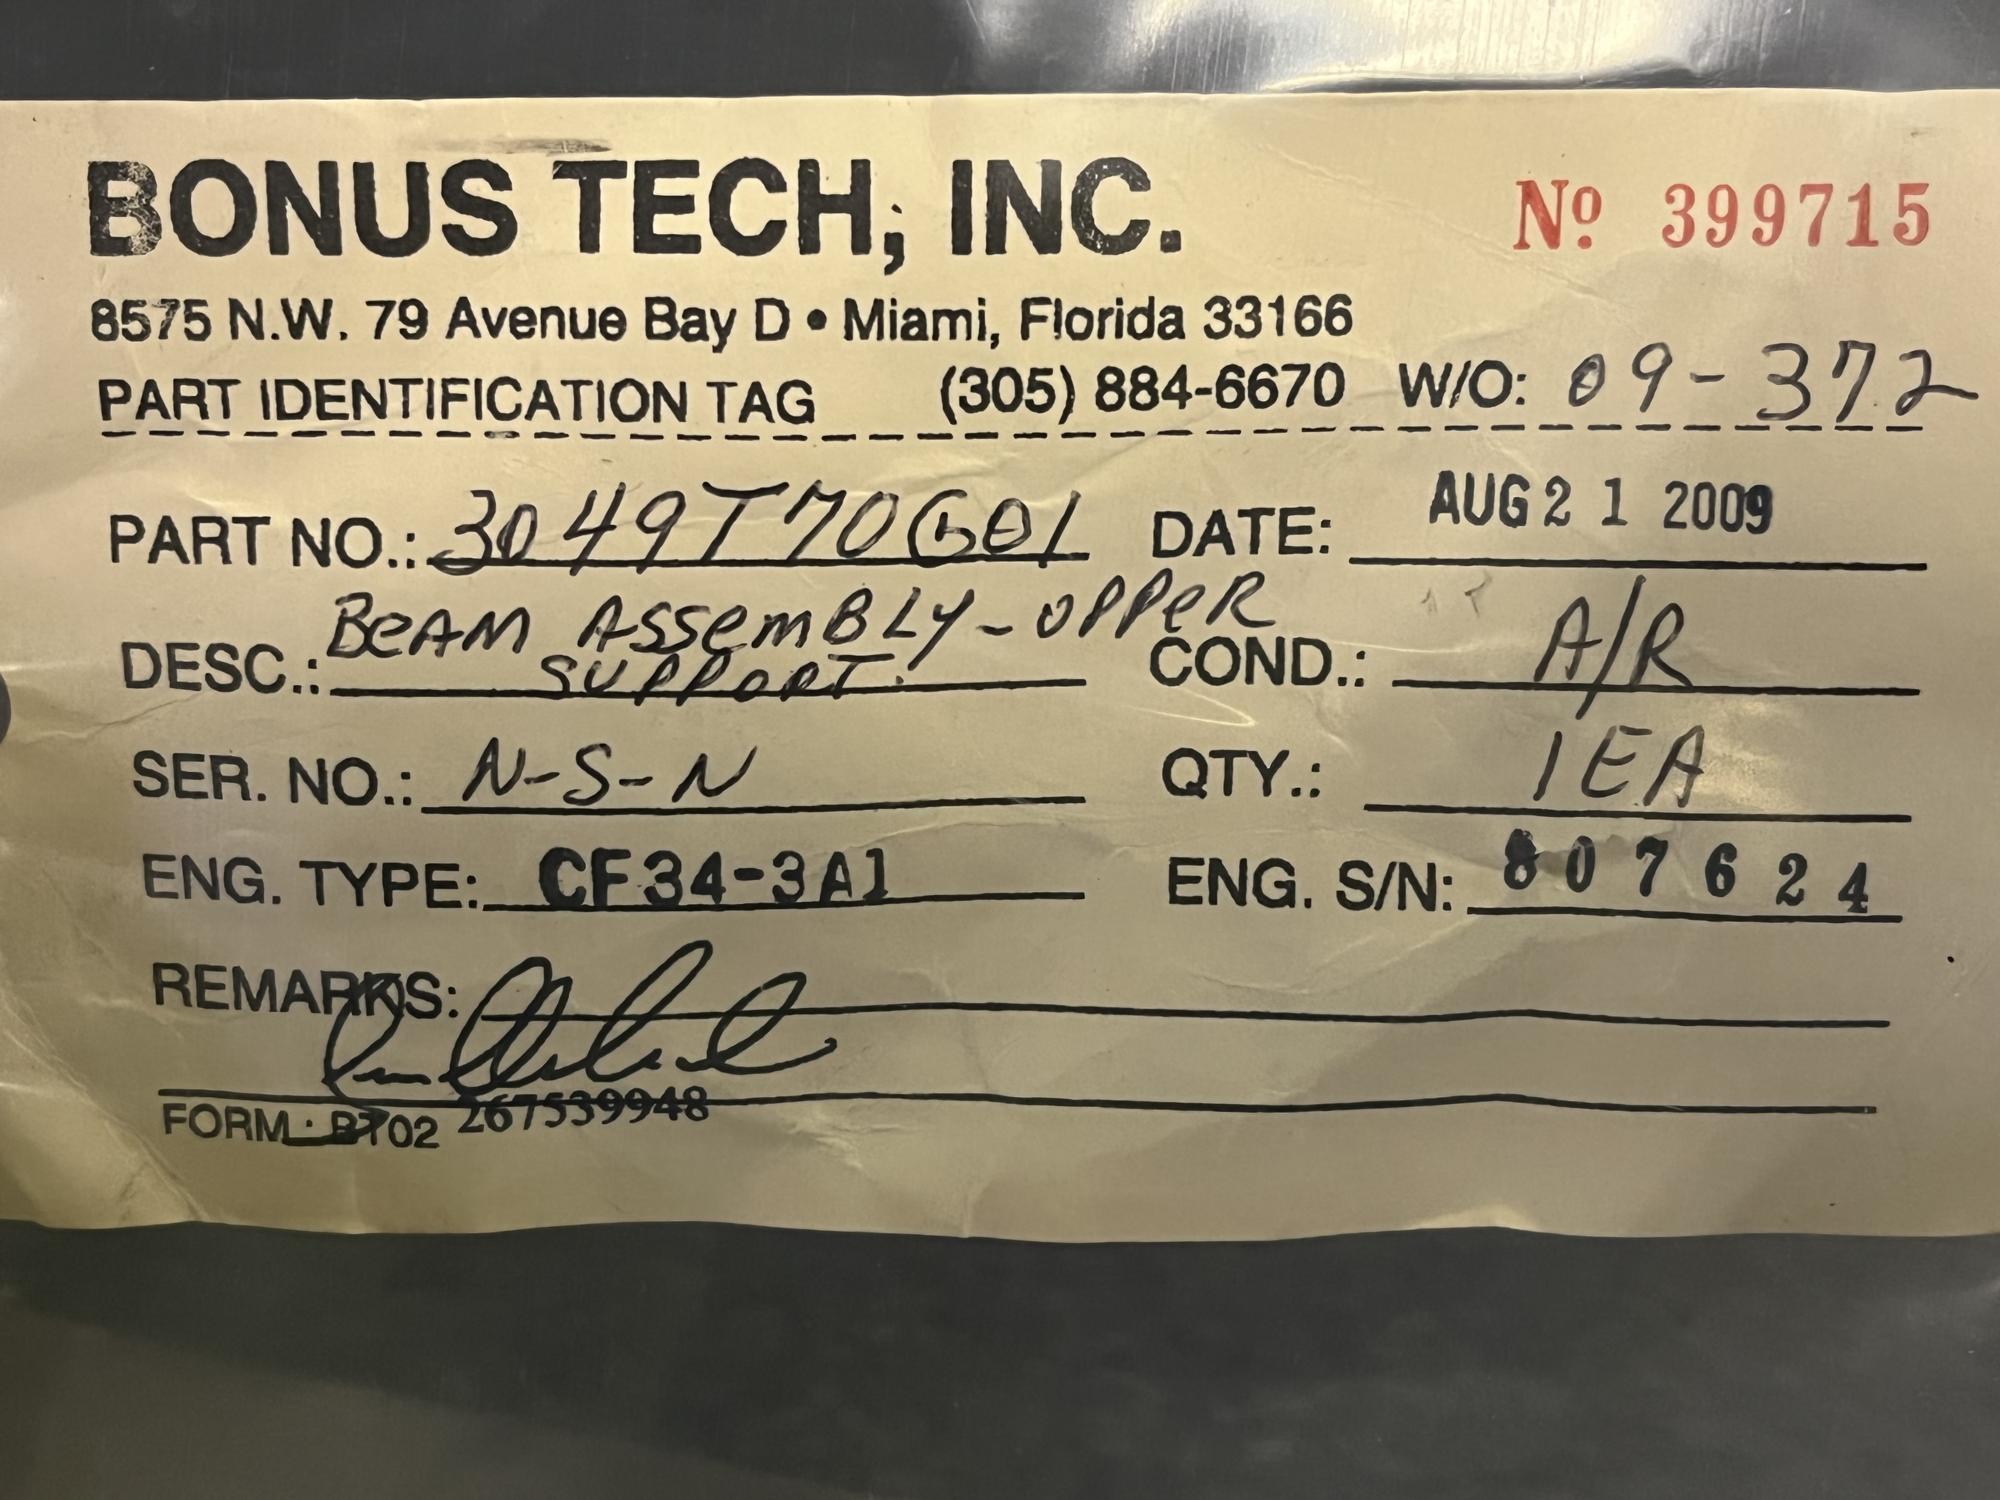 BONUS TECH, INC. Nº 399715
8575 N.W. 79 Avenue Bay D • Miami, Florida 33166
PART IDENTIFICATION TAG (305) 884-6670 W/O: 09-372
PART NO.: 3049T70G01 DATE: AUG 21 2009
DESC.: BEAM ASSEMBLY - UPPER SUPPORT. COND.: A/R
SER. NO.: N-S-N QTY.: 1EA
ENG. TYPE: CF34-3A1 ENG. S/N: 807624
REMARKS:
FORM · BT02 267539948